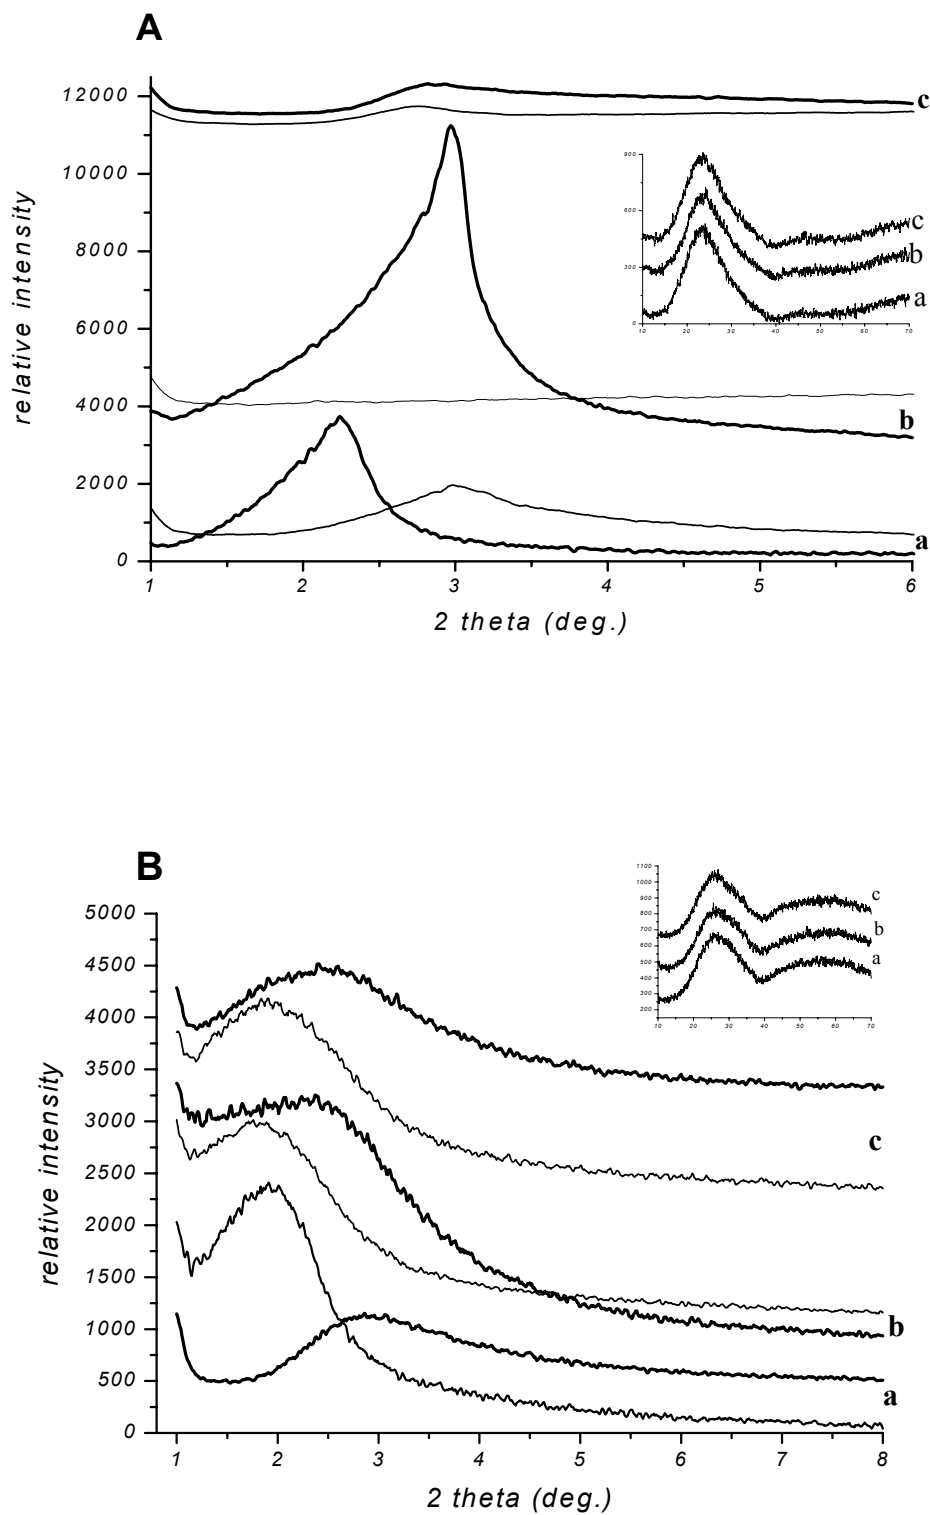 A
12000
10000
8000
6000
4000
2000
0
relative intensity
1 2 3 4 5 6
2 theta (deg.)
c
b
a
900
600
300
0
10 20 30 40 50 60 70
c
b
a
B
5000
4500
4000
3500
3000
2500
2000
1500
1000
500
0
relative intensity
1 2 3 4 5 6 7 8
2 theta (deg.)
c
b
a
1100
1000
900
800
700
600
500
400
300
200
10 20 30 40 50 60 70
c
b
a